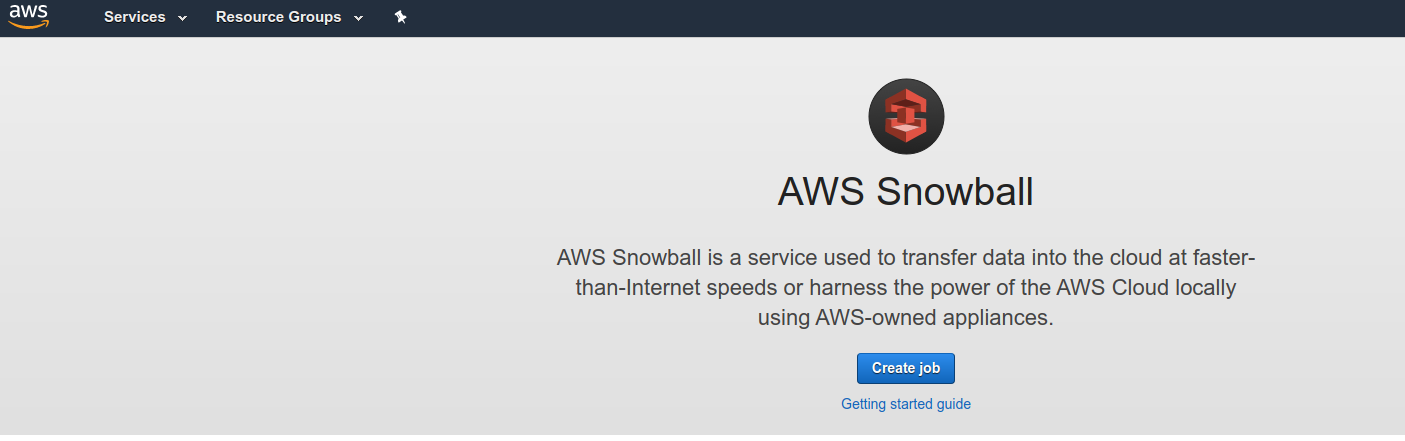 aws
Services
Resource Groups
AWS Snowball
AWS Snowball is a service used to transfer data into the cloud at faster-
than-Internet speeds or harness the power of the AWS Cloud locally
using AWS-owned appliances.
Create job
Getting started guide